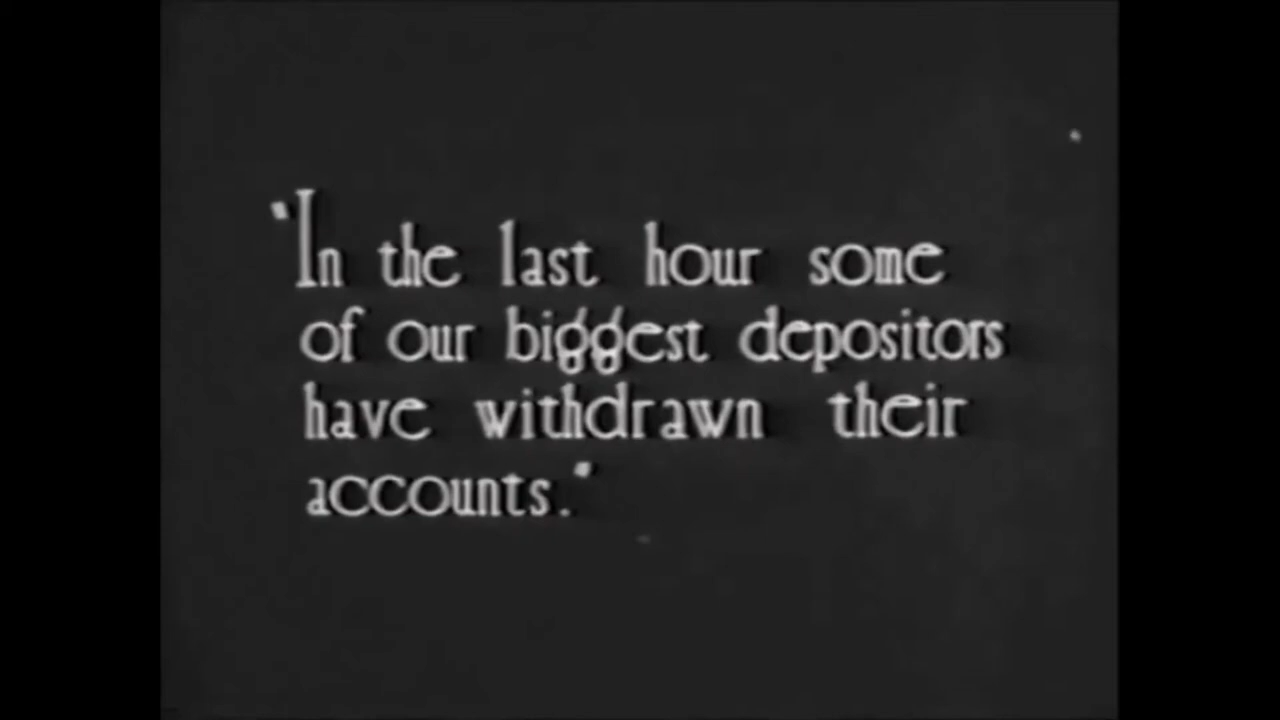 "In the last hour some
of our biggest depositors
have withdrawn their
accounts."